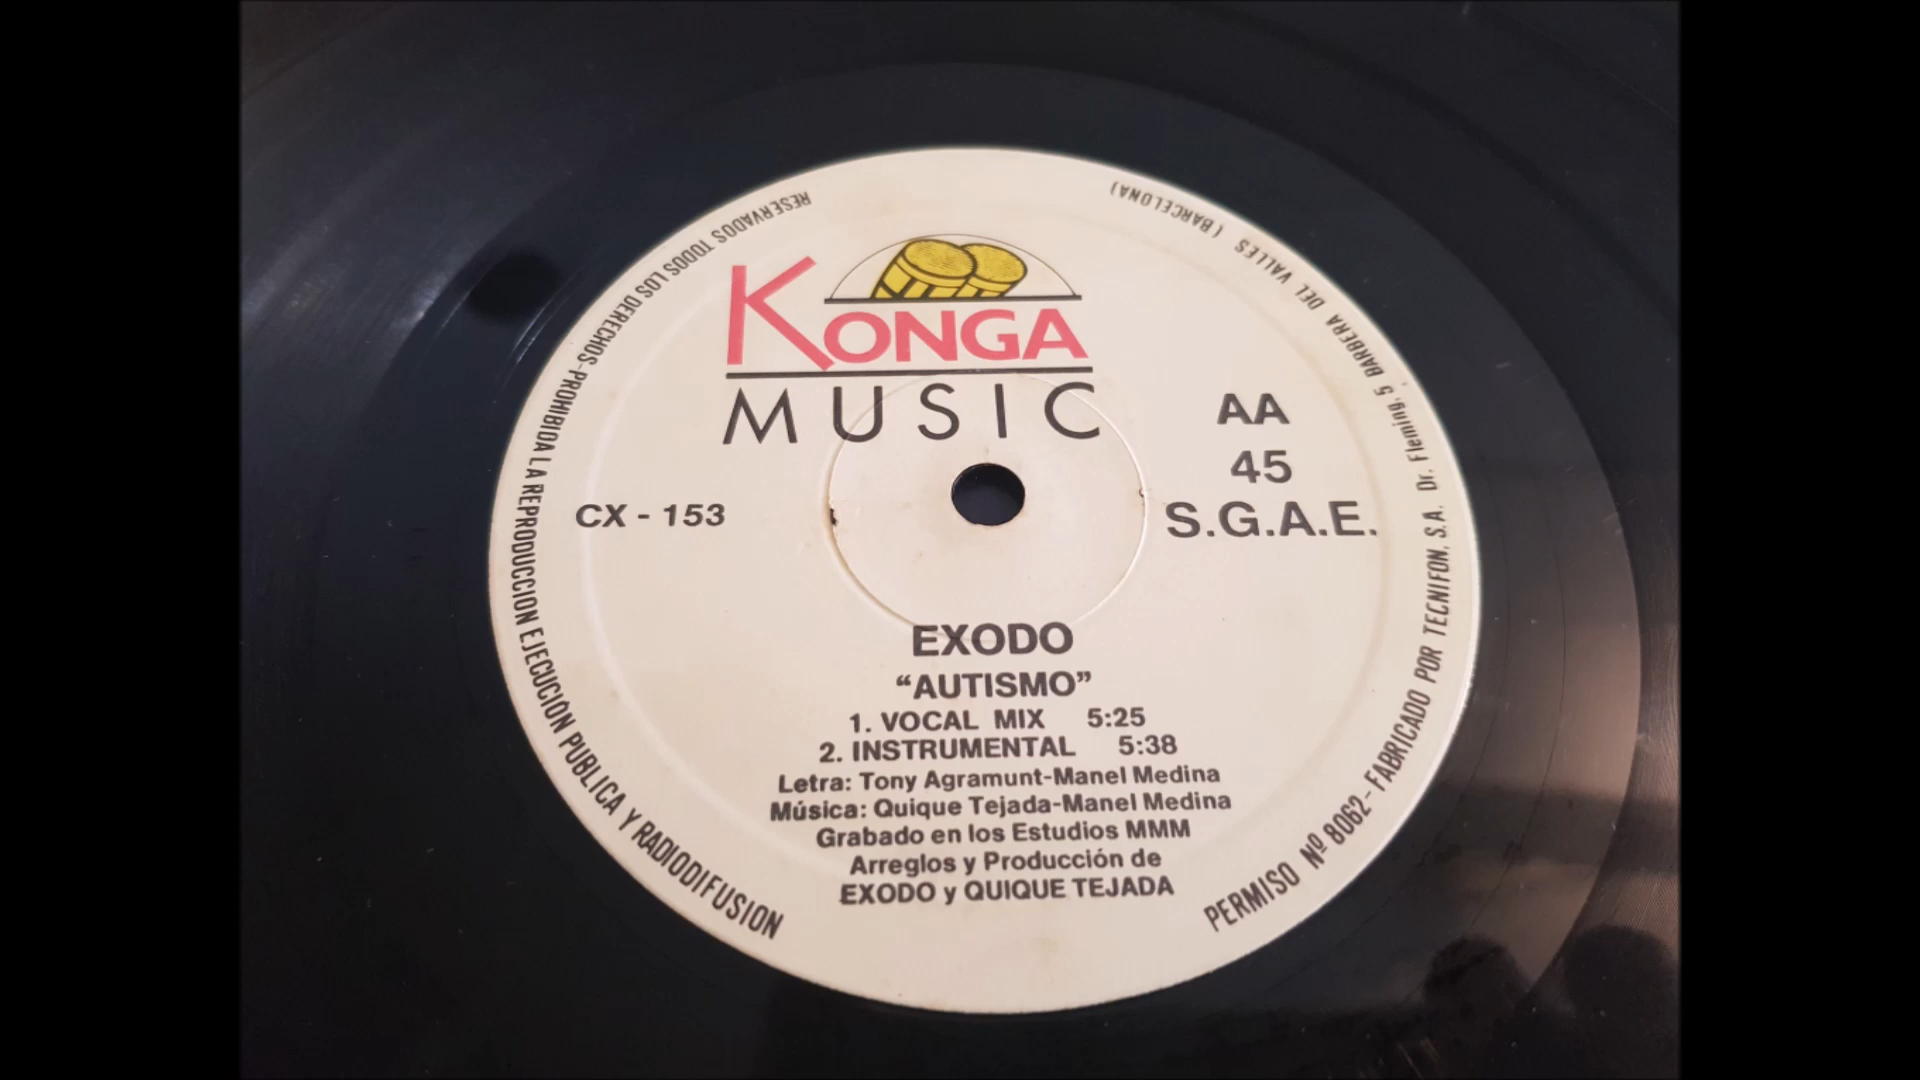 KONGA
MUSIC
AA
45
S.G.A.E.
CX - 153
EXODO
“AUTISMO”
1. VOCAL MIX 5:25
2. INSTRUMENTAL 5:38
Letra: Tony Agramunt-Manel Medina
Música: Quique Tejada-Manel Medina
Grabado en los Estudios MMM
Arreglos y Producción de
EXODO y QUIQUE TEJADA
RESERVADOS TODOS LOS DERECHOS-PROHIBIDA LA REPRODUCCION EJECUCIÓN PUBLICA Y RADIODIFUSION
PERMISO Nº 8062-FABRICADO POR TECNIFON, S.A. Dr. Fleming, 5 BARBERA DEL VALLES (BARCELONA)